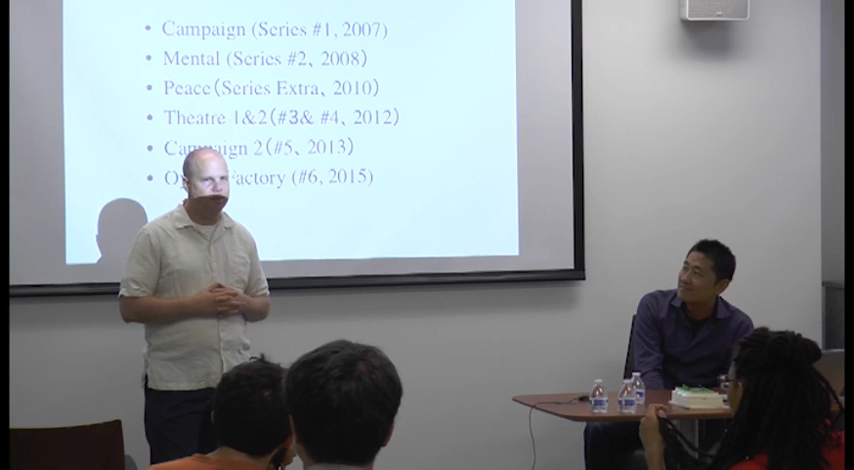 • Campaign (Series #1, 2007)
• Mental (Series #2、2008)
• Peace(Series Extra、2010)
• Theatre 1&2(#3& #4, 2012)
• Campaign 2(#5、2013)
• Factory (#6, 2015)